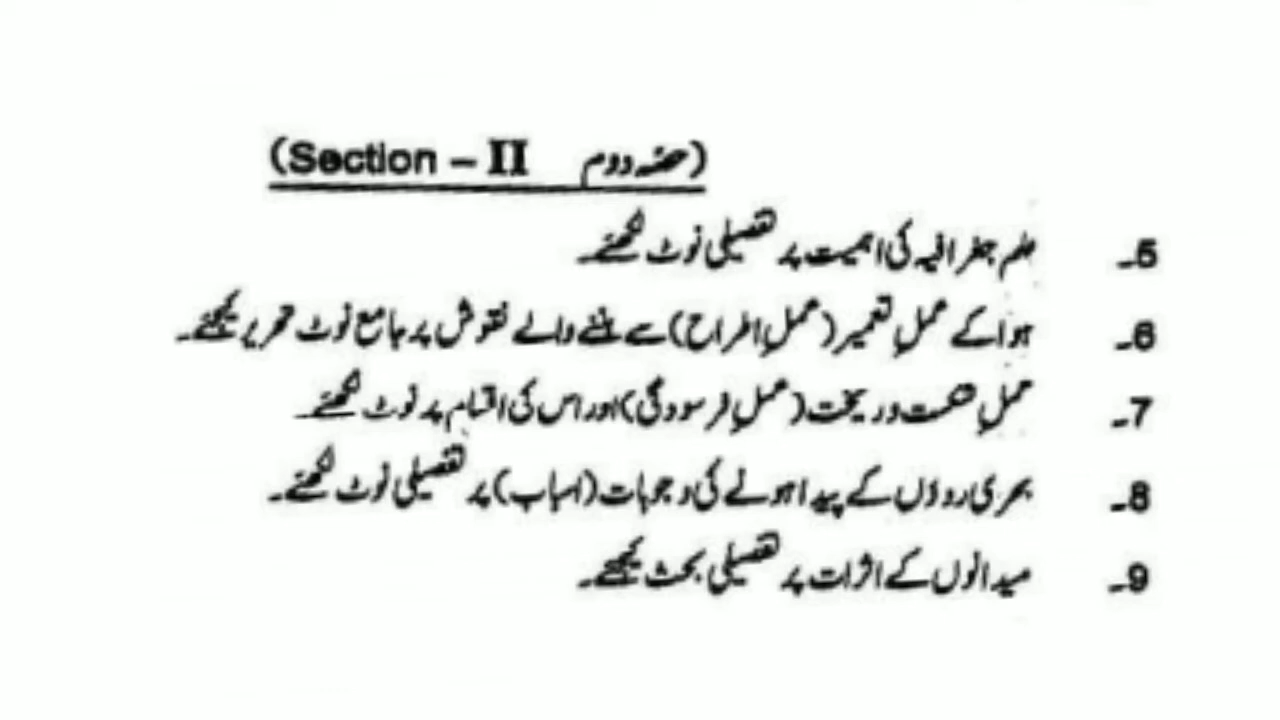 (حصہ دوم Section – II)
5۔ علم جغرافیہ کی اہمیت پر تفصیلی نوٹ لکھئے۔
6۔ ہوا کے عملِ تعمیر (عملِ اطراح) سے بننے والے نقوش پر جامع نوٹ تحریر کیجئے۔
7۔ عملِ شکست و ریخت (عملِ فرسودگی) اور اس کی اقسام پر نوٹ لکھئے۔
8۔ بحری روؤں کے پیدا ہونے کی وجوہات (اسباب) پر تفصیلی نوٹ لکھئے۔
9۔ میدانوں کے اثرات پر تفصیلی بحث کیجئے۔